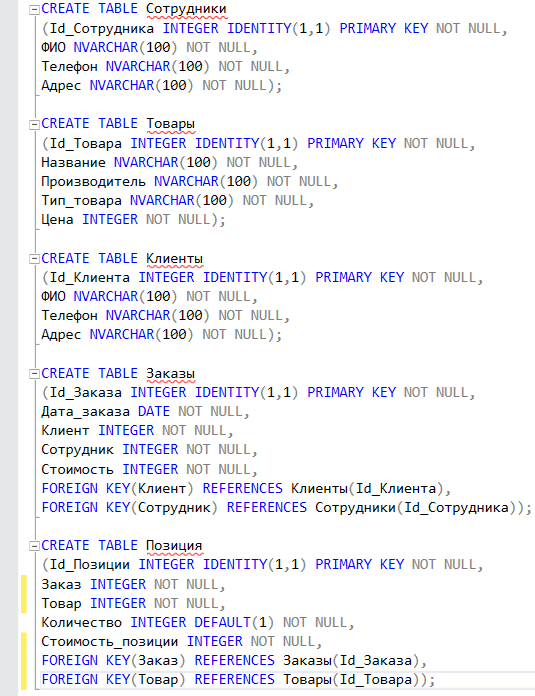 CREATE TABLE Сотрудники
(Id_Сотрудника INTEGER IDENTITY(1,1) PRIMARY KEY NOT NULL,
ФИО NVARCHAR(100) NOT NULL,
Телефон NVARCHAR(100) NOT NULL,
Адрес NVARCHAR(100) NOT NULL);
CREATE TABLE Товары
(Id_Товара INTEGER IDENTITY(1,1) PRIMARY KEY NOT NULL,
Название NVARCHAR(100) NOT NULL,
Производитель NVARCHAR(100) NOT NULL,
Тип_товара NVARCHAR(100) NOT NULL,
Цена INTEGER NOT NULL);
CREATE TABLE Клиенты
(Id_Клиента INTEGER IDENTITY(1,1) PRIMARY KEY NOT NULL,
ФИО NVARCHAR(100) NOT NULL,
Телефон NVARCHAR(100) NOT NULL,
Адрес NVARCHAR(100) NOT NULL);
CREATE TABLE Заказы
(Id_Заказа INTEGER IDENTITY(1,1) PRIMARY KEY NOT NULL,
Дата_заказа DATE NOT NULL,
Клиент INTEGER NOT NULL,
Сотрудник INTEGER NOT NULL,
Стоимость INTEGER NOT NULL,
FOREIGN KEY(Клиент) REFERENCES Клиенты(Id_Клиента),
FOREIGN KEY(Сотрудник) REFERENCES Сотрудники(Id_Сотрудника));
CREATE TABLE Позиция
(Id_Позиции INTEGER IDENTITY(1,1) PRIMARY KEY NOT NULL,
Заказ INTEGER NOT NULL,
Товар INTEGER NOT NULL,
Количество INTEGER DEFAULT(1) NOT NULL,
Стоимость_позиции INTEGER NOT NULL,
FOREIGN KEY(Заказ) REFERENCES Заказы(Id_Заказа),
FOREIGN KEY(Товар) REFERENCES Товары(Id_Товара));